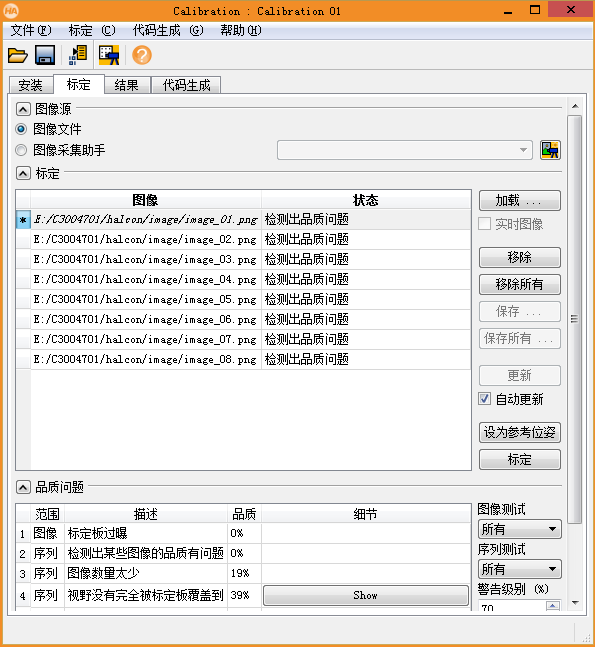 HA Calibration : Calibration 01
文件(F) 标定 (C) 代码生成 (G) 帮助(H)
安装 标定 结果 代码生成
图像源
图像文件
图像采集助手
标定
图像 状态
* E:/C3004701/halcon/image/image_01.png 检测出品质问题
E:/C3004701/halcon/image/image_02.png 检测出品质问题
E:/C3004701/halcon/image/image_03.png 检测出品质问题
E:/C3004701/halcon/image/image_04.png 检测出品质问题
E:/C3004701/halcon/image/image_05.png 检测出品质问题
E:/C3004701/halcon/image/image_06.png 检测出品质问题
E:/C3004701/halcon/image/image_07.png 检测出品质问题
E:/C3004701/halcon/image/image_08.png 检测出品质问题
加载 ...
实时图像
移除
移除所有
保存 ...
保存所有 ...
更新
自动更新
设为参考位姿
标定
品质问题
范围 描述 品质 细节
1 图像 标定板过曝 0%
2 序列 检测出某些图像的品质有问题 0%
3 序列 图像数量太少 19%
4 序列 视野没有完全被标定板覆盖到 39% Show
图像测试
所有
序列测试
所有
警告级别 (%)
70